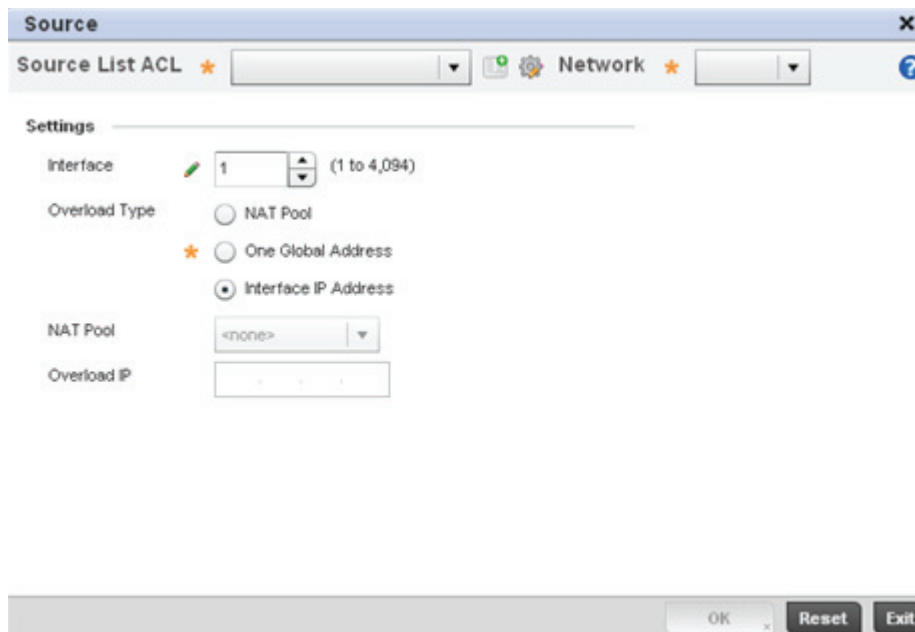 Source
Source List ACL * Network *
Settings
Interface 1 (1 to 4,094)
Overload Type NAT Pool
* One Global Address
Interface IP Address
NAT Pool <none>
Overload IP . . .
OK Reset Exit